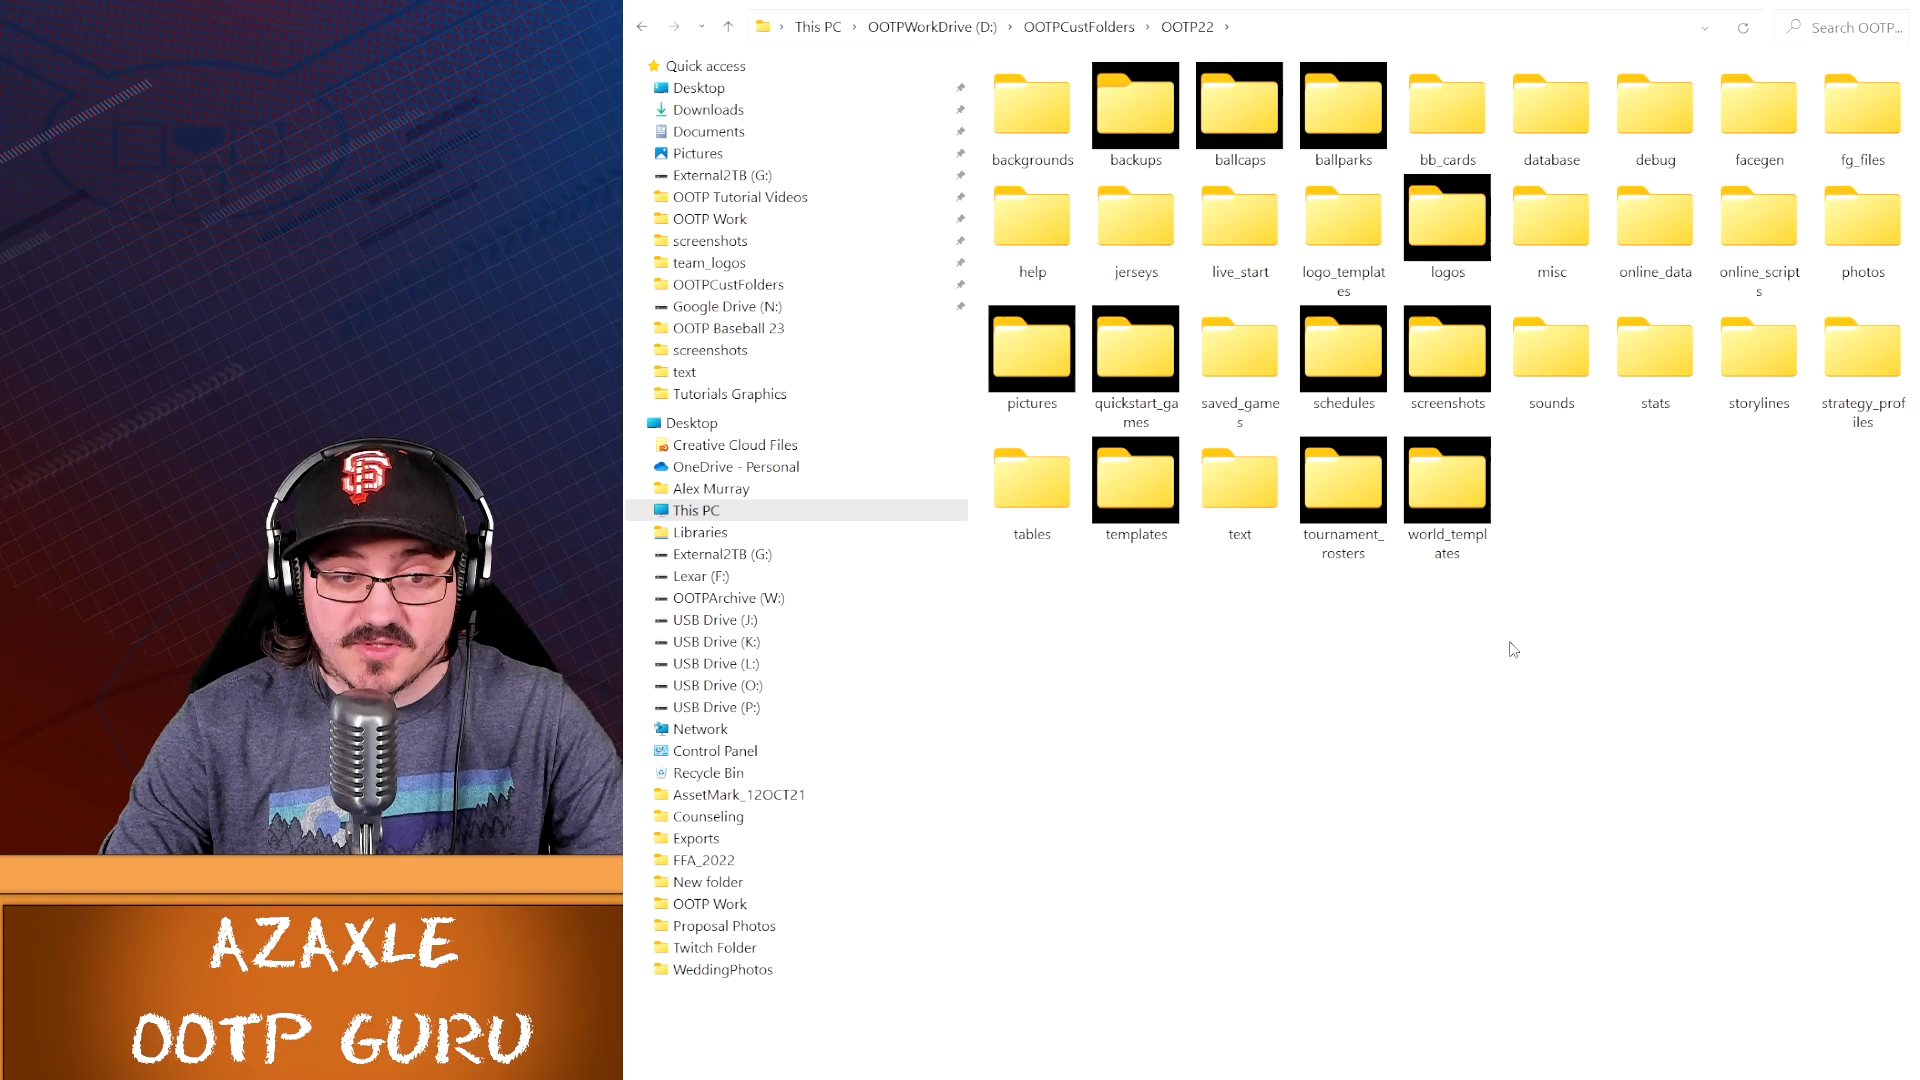 This PC > OOTPWorkDrive (D:) > OOTPCustFolders > OOTP22 >
Search OOTP...
Quick access
Desktop
Downloads
Documents
Pictures
External2TB (G:)
OOTP Tutorial Videos
OOTP Work
screenshots
team_logos
OOTPCustFolders
Google Drive (N:)
OOTP Baseball 23
screenshots
text
Tutorials Graphics
Desktop
Creative Cloud Files
OneDrive - Personal
Alex Murray
This PC
Libraries
External2TB (G:)
Lexar (F:)
OOTPArchive (W:)
USB Drive (J:)
USB Drive (K:)
USB Drive (L:)
USB Drive (O:)
USB Drive (P:)
Network
Control Panel
Recycle Bin
AssetMark_12OCT21
Counseling
Exports
FFA_2022
New folder
OOTP Work
Proposal Photos
Twitch Folder
WeddingPhotos
backgrounds
backups
ballcaps
ballparks
bb_cards
database
debug
facegen
fg_files
help
jerseys
live_start
logo_templat
es
logos
misc
online_data
online_script
s
photos
pictures
quickstart_ga
mes
saved_game
s
schedules
screenshots
sounds
stats
storylines
strategy_prof
iles
tables
templates
text
tournament_
rosters
world_templ
ates
SF
AZAXLE
OOTP GURU